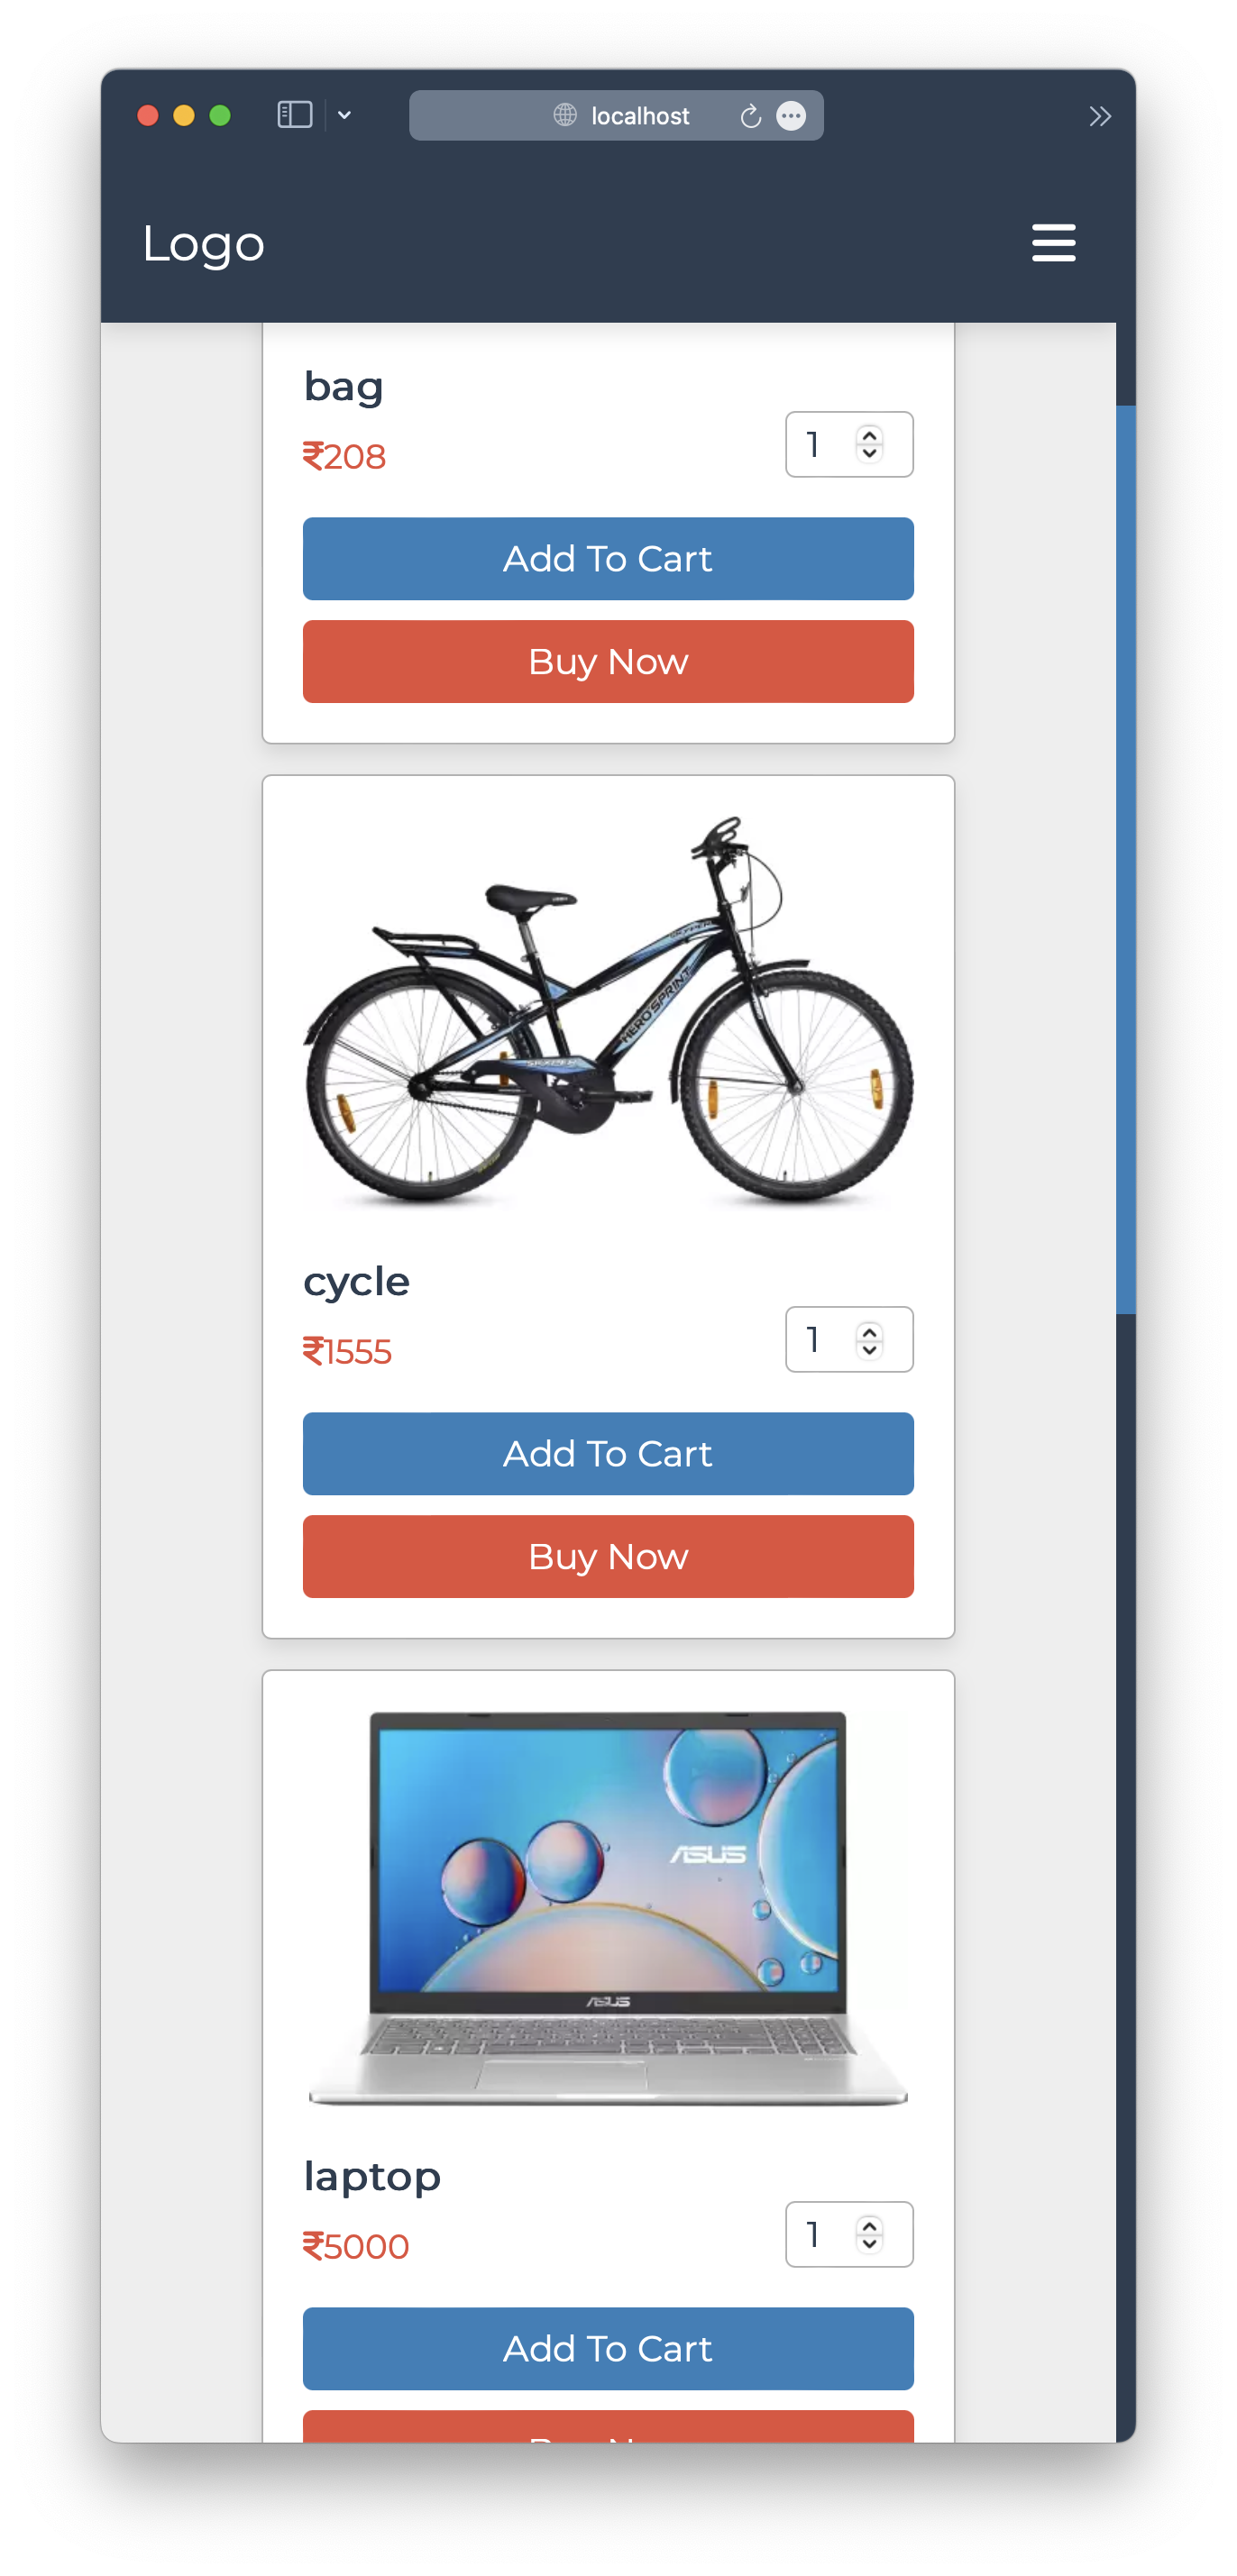 localhost
Logo
bag
₹208
1
Add To Cart
Buy Now
HERO SPRINT
cycle
₹1555
1
Add To Cart
Buy Now
ASUS
ASUS
laptop
₹5000
1
Add To Cart